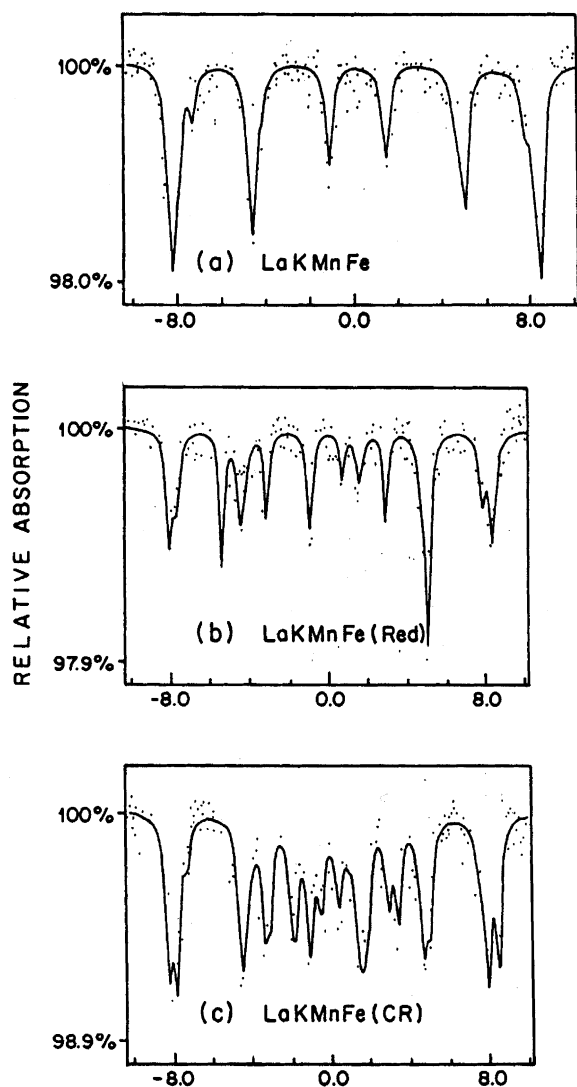 100%
98.0%
(a) LaKMnFe
-8.0 0.0 8.0
RELATIVE ABSORPTION
100%
97.9%
(b) LaKMnFe(Red)
-8.0 0.0 8.0
100%
98.9%
(c) LaKMnFe(CR)
-8.0 0.0 8.0